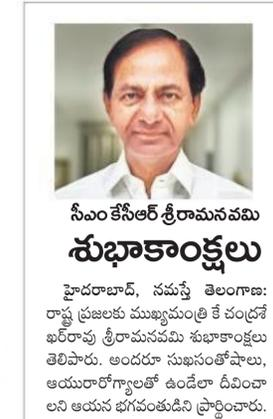 సీఎం కేసీఆర్ శ్రీరామనవమి
శుభాకాంక్షలు
హైదరాబాద్, నమస్తే తెలంగాణ:
రాష్ట్ర ప్రజలకు ముఖ్యమంత్రి కే చంద్రశే
ఖర్‌రావు శ్రీరామనవమి శుభాకాంక్షలు
తెలిపారు. అందరూ సుఖసంతోషాలు,
ఆయురారోగ్యాలతో ఉండేలా దీవించా
లని ఆయన భగవంతుడిని ప్రార్థించారు.